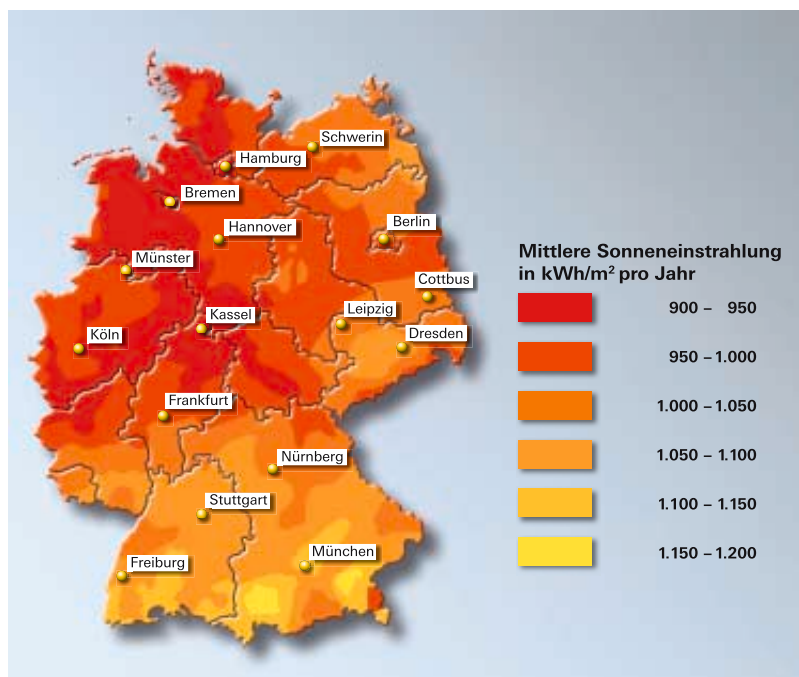 Schwerin
Hamburg
Bremen
Hannover
Berlin
Münster
Cottbus
Kassel
Leipzig
Köln
Dresden
Frankfurt
Nürnberg
Stuttgart
München
Freiburg
Mittlere Sonneneinstrahlung
in kWh/m² pro Jahr
900 – 950
950 – 1.000
1.000 – 1.050
1.050 – 1.100
1.100 – 1.150
1.150 – 1.200